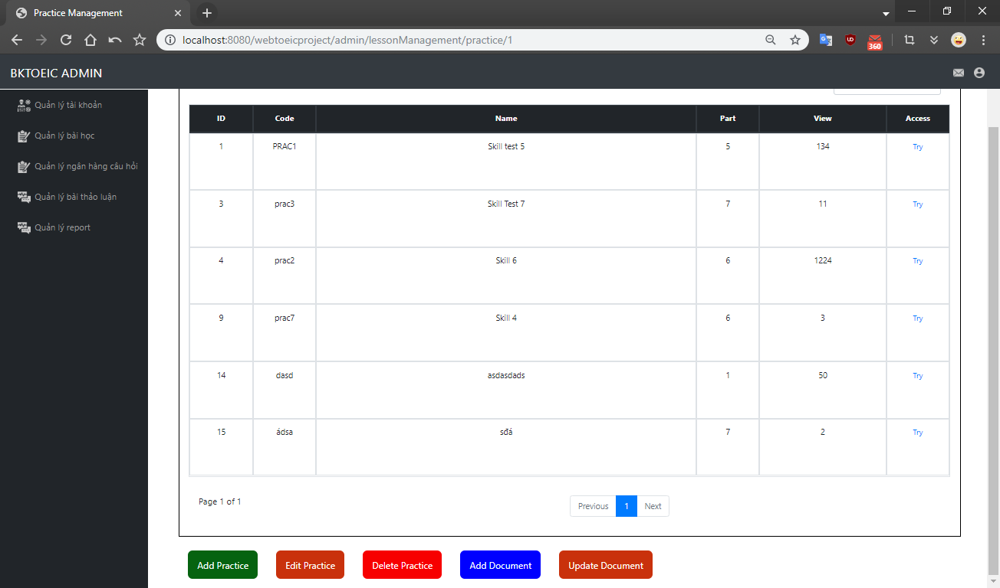 Practice Management
localhost:8080/webtoeicproject/admin/lessonManagement/practice/1
360
BKTOEIC ADMIN
Quản lý tài khoản
Quản lý bài học
Quản lý ngân hàng câu hỏi
Quản lý bài thảo luận
Quản lý report
ID Code Name Part View Access
1 PRAC1 Skill test 5 5 134 Try
3 prac3 Skill Test 7 7 11 Try
4 prac2 Skill 6 6 1224 Try
9 prac7 Skill 4 6 3 Try
14 dasd asdasdads 1 50 Try
15 ádsa sđá 7 2 Try
Page 1 of 1 Previous 1 Next
Add Practice Edit Practice Delete Practice Add Document Update Document